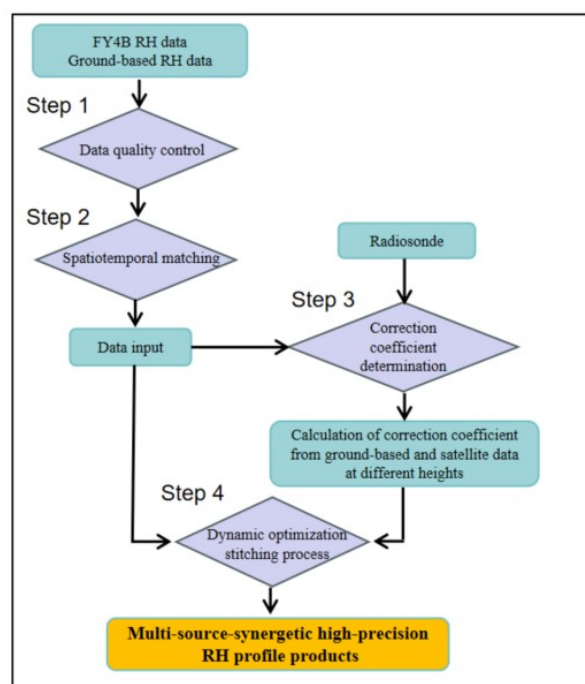 FY4B RH data
Ground-based RH data
Step 1
Data quality control
Step 2
Spatiotemporal matching
Radiosonde
Step 3
Data input
Correction
coefficient
determination
Calculation of correction coefficient
from ground-based and satellite data
at different heights
Step 4
Dynamic optimization
stitching process
Multi-source-synergetic high-precision
RH profile products